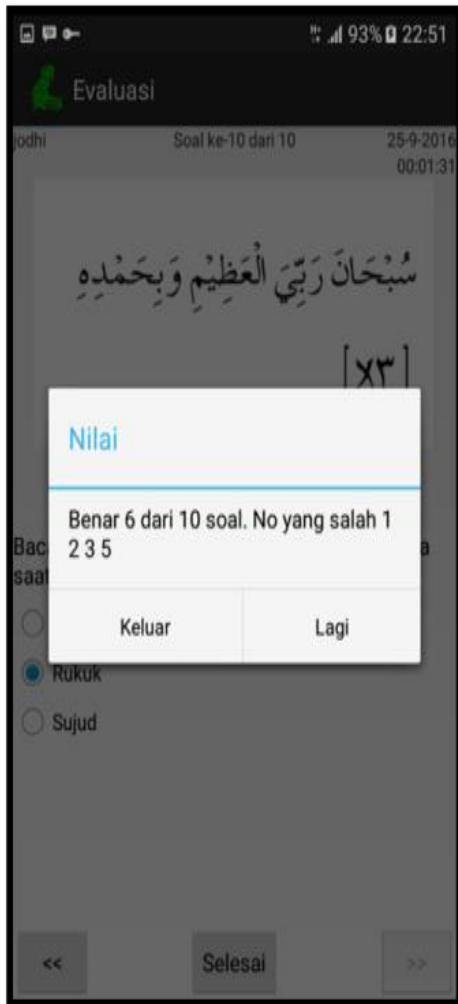 93% 22:51
Evaluasi
jodhi Soal ke-10 dari 10 25-9-2016
00:01:31
سُبْحَانَ رَبِّيَ الْعَظِيْمِ وَبِحَمْدِهِ
[x٣]
Nilai
Benar 6 dari 10 soal. No yang salah 1
2 3 5
Keluar Lagi
Rukuk
Sujud
<< Selesai >>